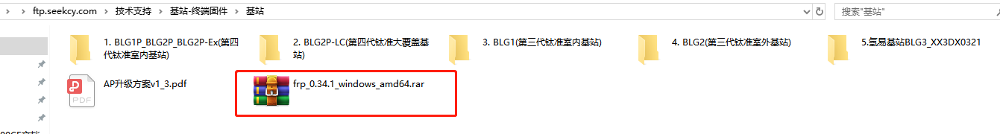 ftp.seekcy.com > 技术支持 > 基站-终端固件 > 基站
搜索"基站"
1. BLG1P_BLG2P_BLG2P-Ex(第四
代钛准室内基站)
2. BLG2P-LC(第四代钛准大覆盖基
站)
3. BLG1(第三代钛准室内基站)
4. BLG2(第三代钛准室外基站)
5.氢易基站BLG3_XX3DX0321
PDF
AP升级方案v1_3.pdf
frp_0.34.1_windows_amd64.rar